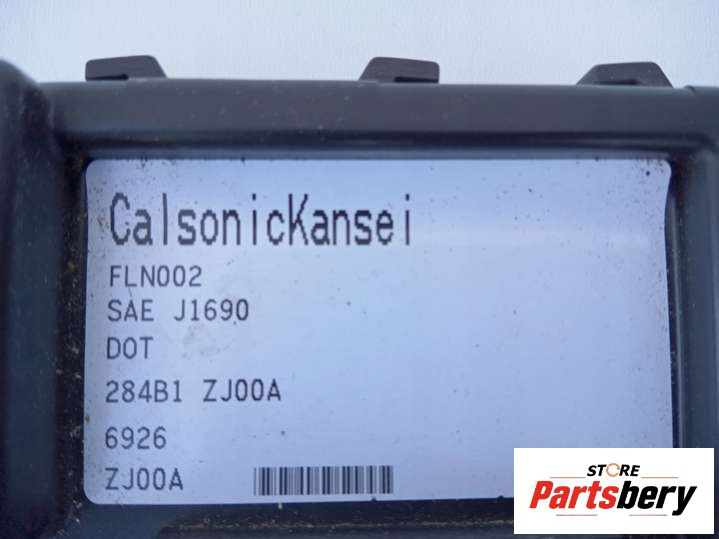 CalsonicKansei
FLN002
SAE J1690
DOT
284B1 ZJ00A
6926
ZJ00A
STORE
Partsbery